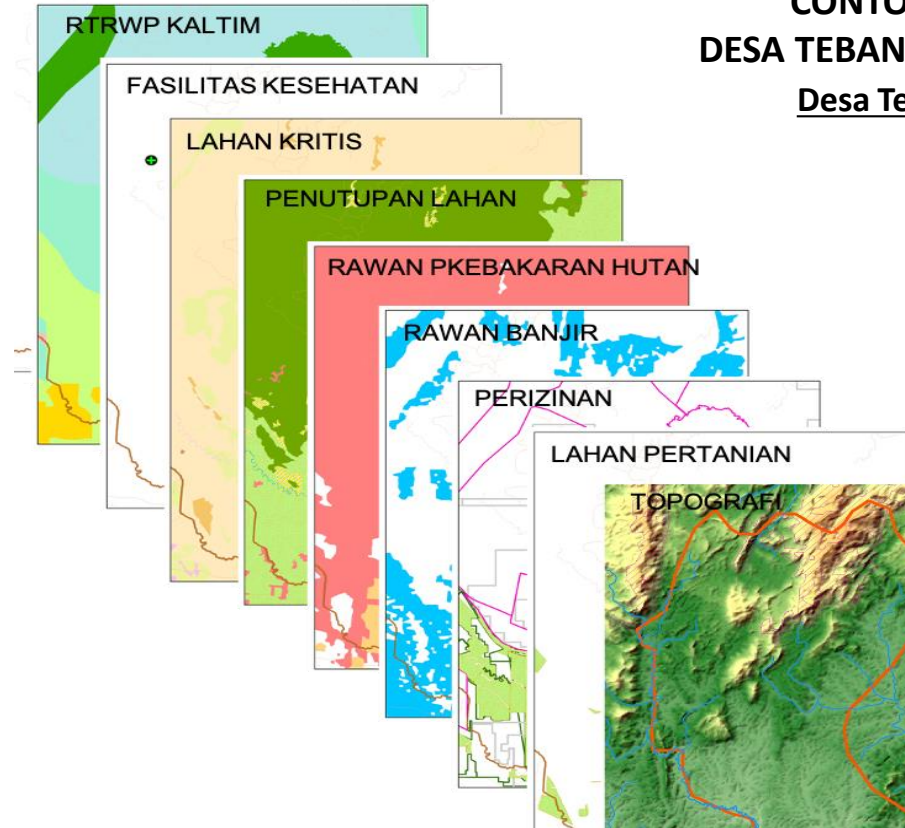 CONTO
DESA TEBAN
Desa Te
RTRWP KALTIM
FASILITAS KESEHATAN
LAHAN KRITIS
PENUTUPAN LAHAN
RAWAN PKEBAKARAN HUTAN
RAWAN BANJIR
PERIZINAN
LAHAN PERTANIAN
TOPOGRAFI